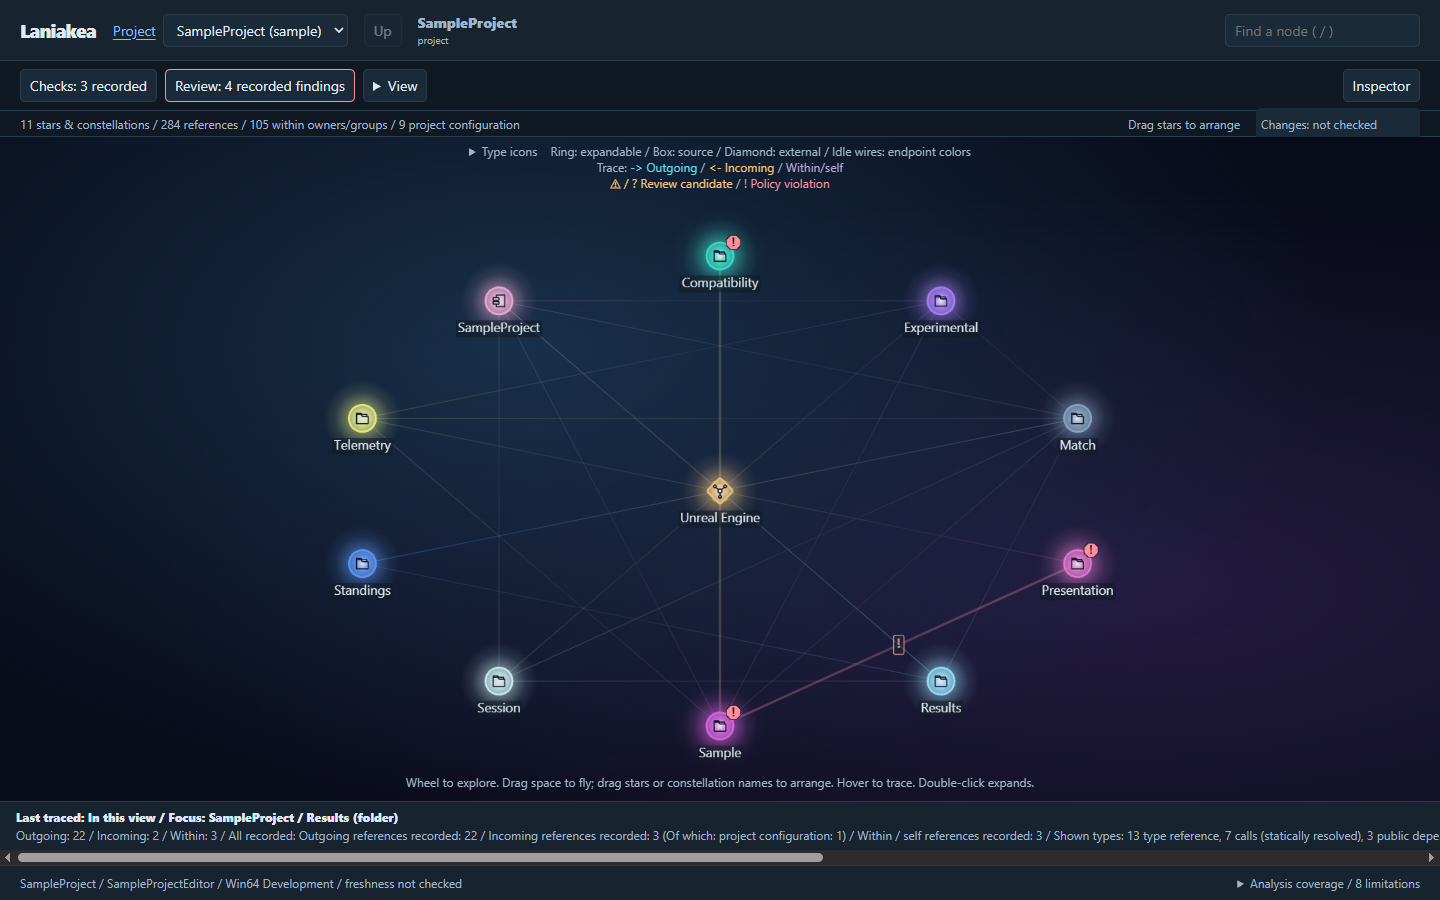 Laniakea Project SampleProject (sample) Up SampleProject
project
Find a node ( / )
Checks: 3 recorded Review: 4 recorded findings ▶ View Inspector
11 stars & constellations / 284 references / 105 within owners/groups / 9 project configuration Drag stars to arrange Changes: not checked
▶ Type icons Ring: expandable / Box: source / Diamond: external / Idle wires: endpoint colors
Trace: -> Outgoing / <- Incoming / Within/self
⚠ / ? Review candidate / ! Policy violation
!
Compatibility
SampleProject
Experimental
Telemetry
Match
Unreal Engine
!
Standings
Presentation
!
Session
Results
!
Sample
Wheel to explore. Drag space to fly; drag stars or constellation names to arrange. Hover to trace. Double-click expands.
Last traced: In this view / Focus: SampleProject / Results (folder)
Outgoing: 22 / Incoming: 2 / Within: 3 / All recorded: Outgoing references recorded: 22 / Incoming references recorded: 3 (Of which: project configuration: 1) / Within / self references recorded: 3 / Shown types: 13 type reference, 7 calls (statically resolved), 3 public depe
SampleProject / SampleProjectEditor / Win64 Development / freshness not checked ▶ Analysis coverage / 8 limitations